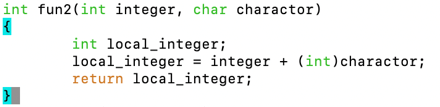 int fun2(int integer, char charactor)
{
        int local_integer;
        local_integer = integer + (int)charactor;
        return local_integer;
}